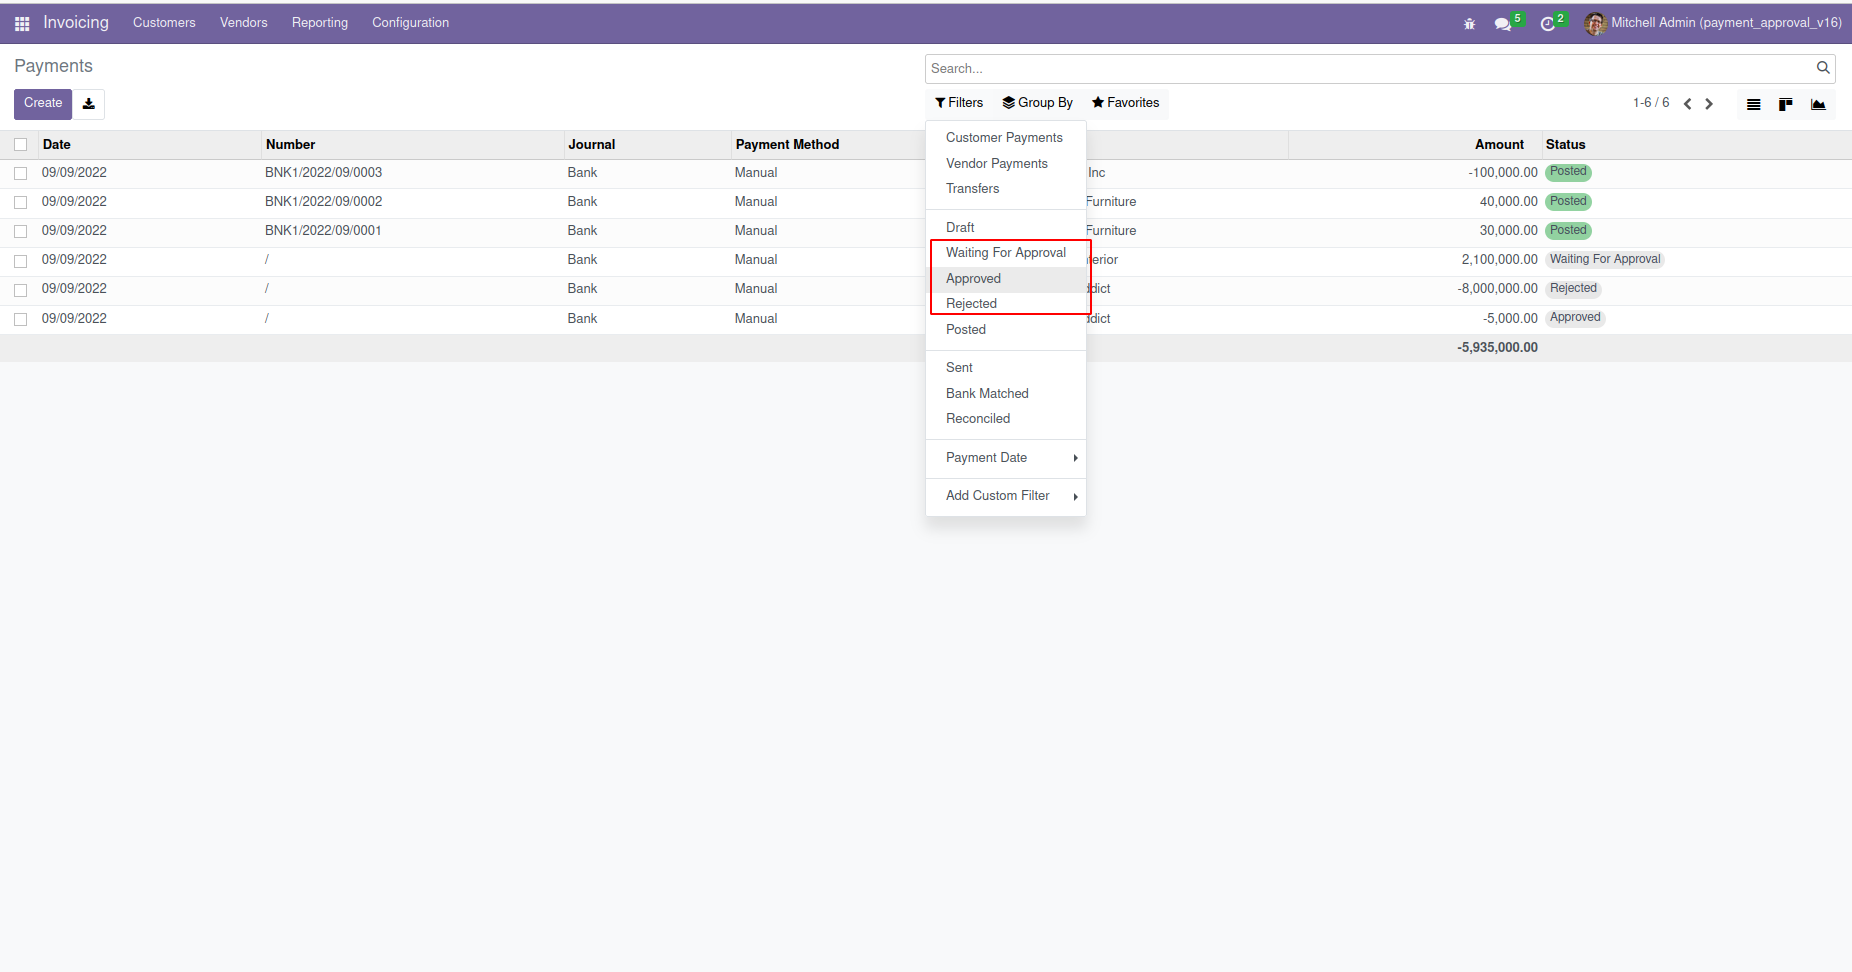 Invoicing Customers Vendors Reporting Configuration 5 2 Mitchell Admin (payment_approval_v16)
Payments
Search...
Create
Filters Group By Favorites 1-6 / 6
Date Number Journal Payment Method Amount Status
09/09/2022 BNK1/2022/09/0003 Bank Manual Inc -100,000.00 Posted
09/09/2022 BNK1/2022/09/0002 Bank Manual Furniture 40,000.00 Posted
09/09/2022 BNK1/2022/09/0001 Bank Manual Furniture 30,000.00 Posted
09/09/2022 / Bank Manual 2,100,000.00 Waiting For Approval
09/09/2022 / Bank Manual -8,000,000.00 Rejected
09/09/2022 / Bank Manual -5,000.00 Approved
-5,935,000.00
Customer Payments
Vendor Payments
Transfers
Draft
Waiting For Approval
Approved
Rejected
Posted
Sent
Bank Matched
Reconciled
Payment Date
Add Custom Filter